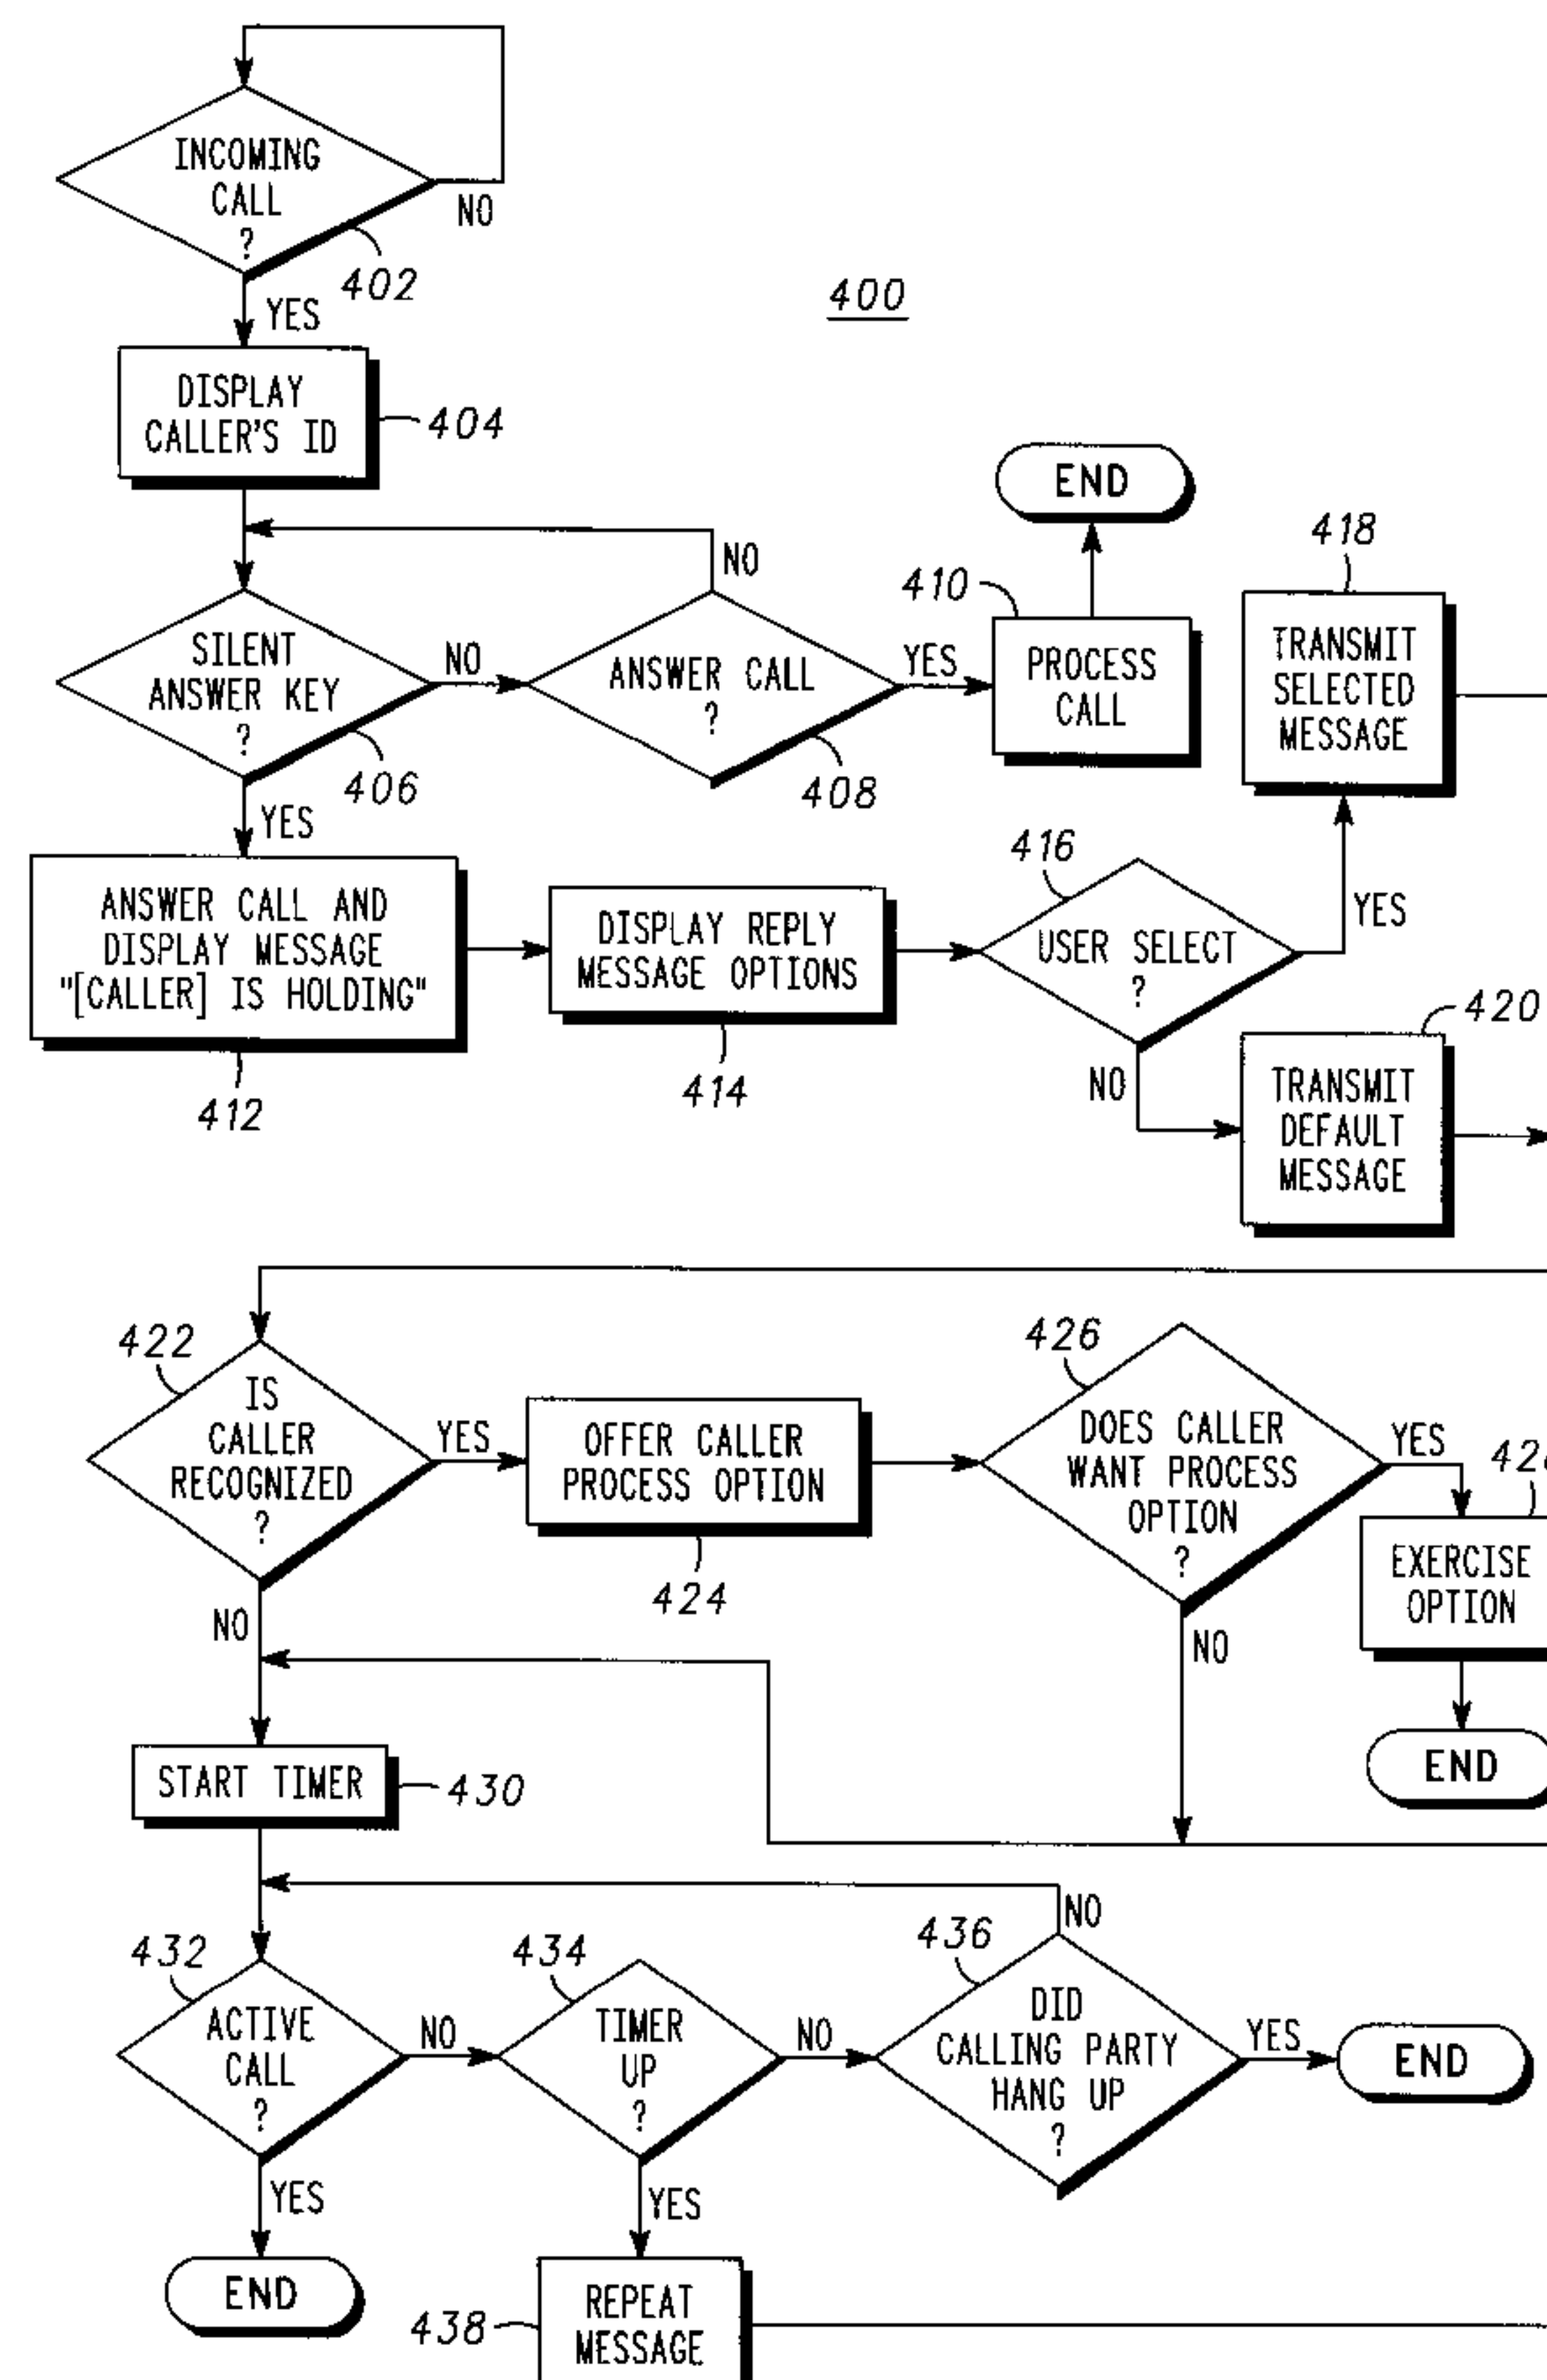 INCOMING
CALL
?
NO
402
YES
400
DISPLAY
CALLER'S ID
404
END
NO
418
410
SILENT
ANSWER KEY
?
NO
ANSWER CALL
?
YES
PROCESS
CALL
TRANSMIT
SELECTED
MESSAGE
406
408
YES
416
YES
ANSWER CALL AND
DISPLAY MESSAGE
"[CALLER] IS HOLDING"
DISPLAY REPLY
MESSAGE OPTIONS
USER SELECT
?
420
412
414
NO
TRANSMIT
DEFAULT
MESSAGE
422
426
IS
CALLER
RECOGNIZED
?
YES
OFFER CALLER
PROCESS OPTION
DOES CALLER
WANT PROCESS
OPTION
?
YES
424
EXERCISE
OPTION
NO
NO
END
START TIMER
430
NO
432
434
436
ACTIVE
CALL
?
NO
TIMER
UP
?
NO
DID
CALLING PARTY
HANG UP
?
YES
END
YES
YES
END
438
REPEAT
MESSAGE